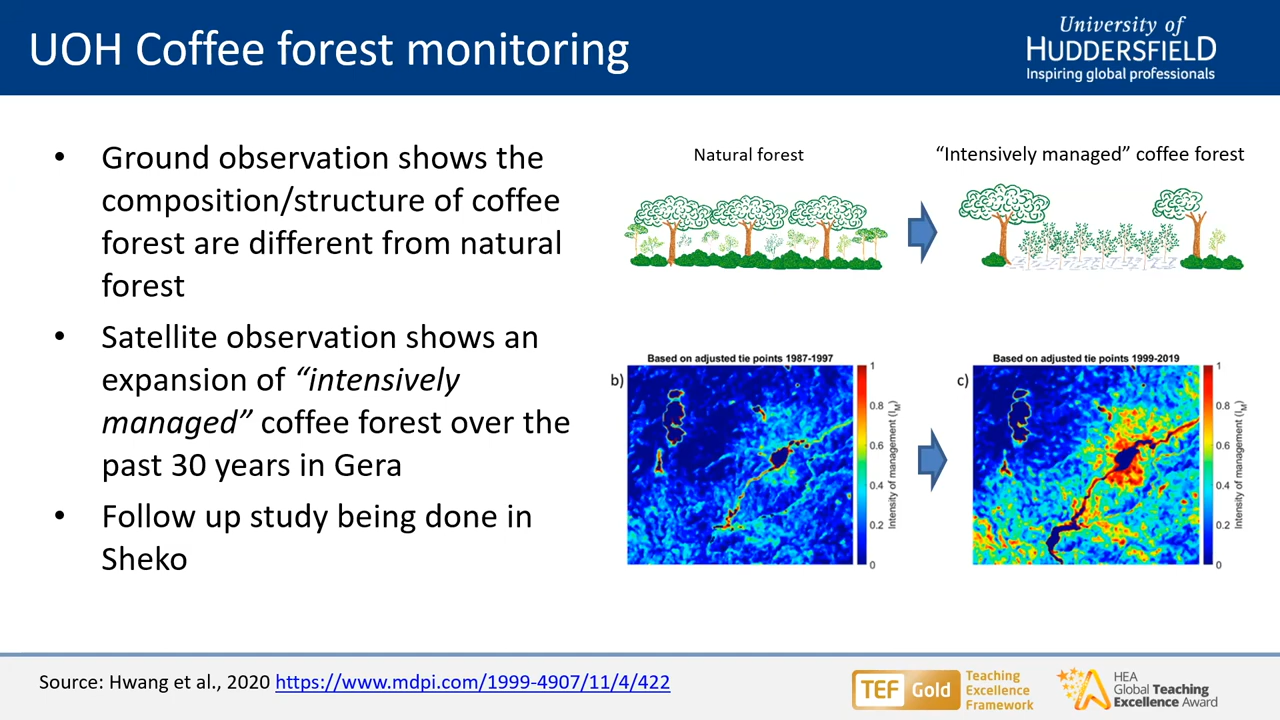 UOH Coffee forest monitoring
University of
HUDDERSFIELD
Inspiring global professionals
• Ground observation shows the
composition/structure of coffee
forest are different from natural
forest
• Satellite observation shows an
expansion of “intensively
managed” coffee forest over the
past 30 years in Gera
• Follow up study being done in
Sheko
Natural forest
“Intensively managed” coffee forest
Based on adjusted tie points 1987-1997
b)
1
0.8
0.6
0.4
0.2
0
Intensity of management (I_M)
Based on adjusted tie points 1999-2019
c)
1
0.8
0.6
0.4
0.2
0
Intensity of management (I_M)
Source: Hwang et al., 2020 https://www.mdpi.com/1999-4907/11/4/422
TEF Gold
Teaching
Excellence
Framework
HEA
Global Teaching
Excellence Award